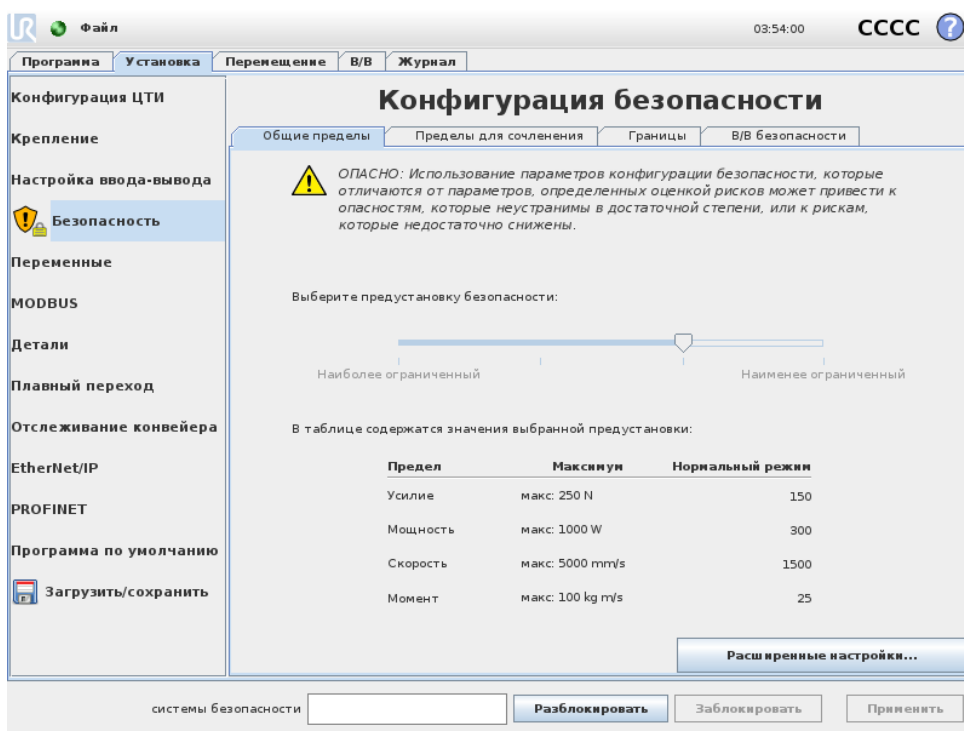 UR Файл 03:54:00 CCCC ?
Программа Установка Перемещение В/В Журнал
Конфигурация ЦТИ
Крепление
Настройка ввода-вывода
Безопасность
Переменные
MODBUS
Детали
Плавный переход
Отслеживание конвейера
EtherNet/IP
PROFINET
Программа по умолчанию
Загрузить/сохранить
Конфигурация безопасности
Общие пределы Пределы для сочленения Границы В/В безопасности
ОПАСНО: Использование параметров конфигурации безопасности, которые
отличаются от параметров, определенных оценкой рисков может привести к
опасностям, которые неустранимы в достаточной степени, или к рискам,
которые недостаточно снижены.
Выберите предустановку безопасности:
Наиболее ограниченный Наименее ограниченный
В таблице содержатся значения выбранной предустановки:
Предел Максимум Нормальный режим
Усилие макс: 250 N 150
Мощность макс: 1000 W 300
Скорость макс: 5000 mm/s 1500
Момент макс: 100 kg m/s 25
Расширенные настройки...
системы безопасности Разблокировать Заблокировать Применить